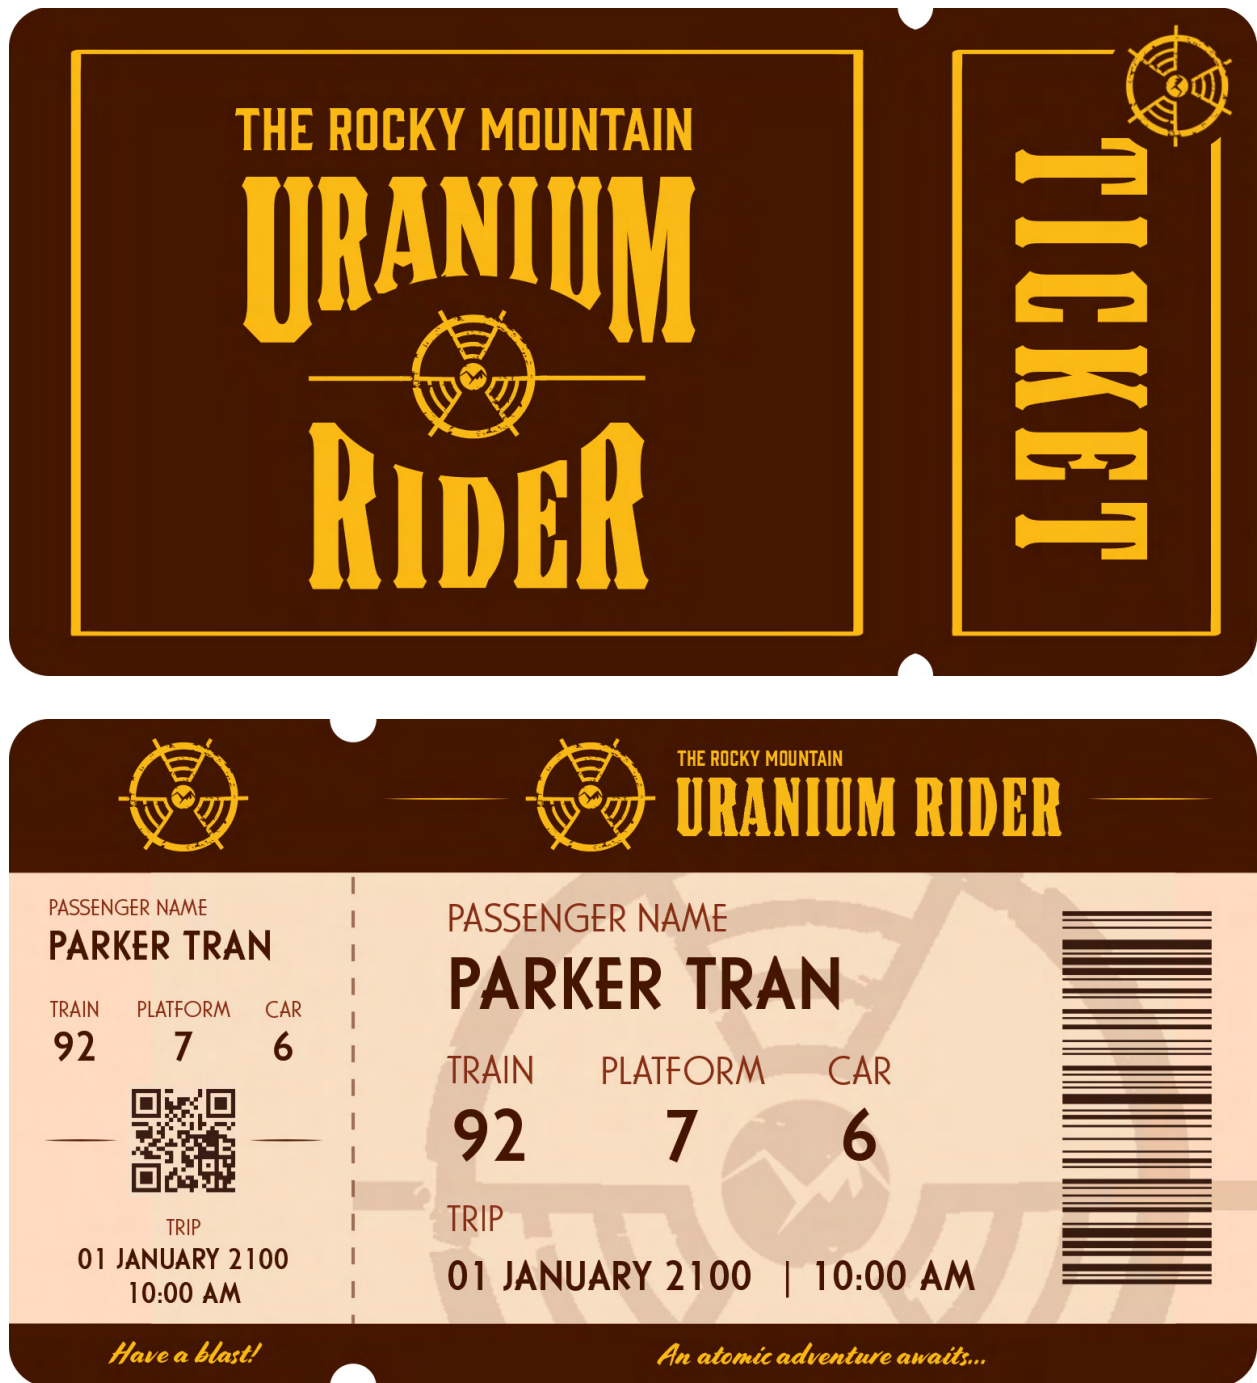 THE ROCKY MOUNTAIN
URANIUM
RIDER
TICKET
THE ROCKY MOUNTAIN
URANIUM RIDER
PASSENGER NAME
PARKER TRAN
TRAIN PLATFORM CAR
92 7 6
TRIP
01 JANUARY 2100
10:00 AM
Have a blast!
PASSENGER NAME
PARKER TRAN
TRAIN PLATFORM CAR
92 7 6
TRIP
01 JANUARY 2100 | 10:00 AM
An atomic adventure awaits...